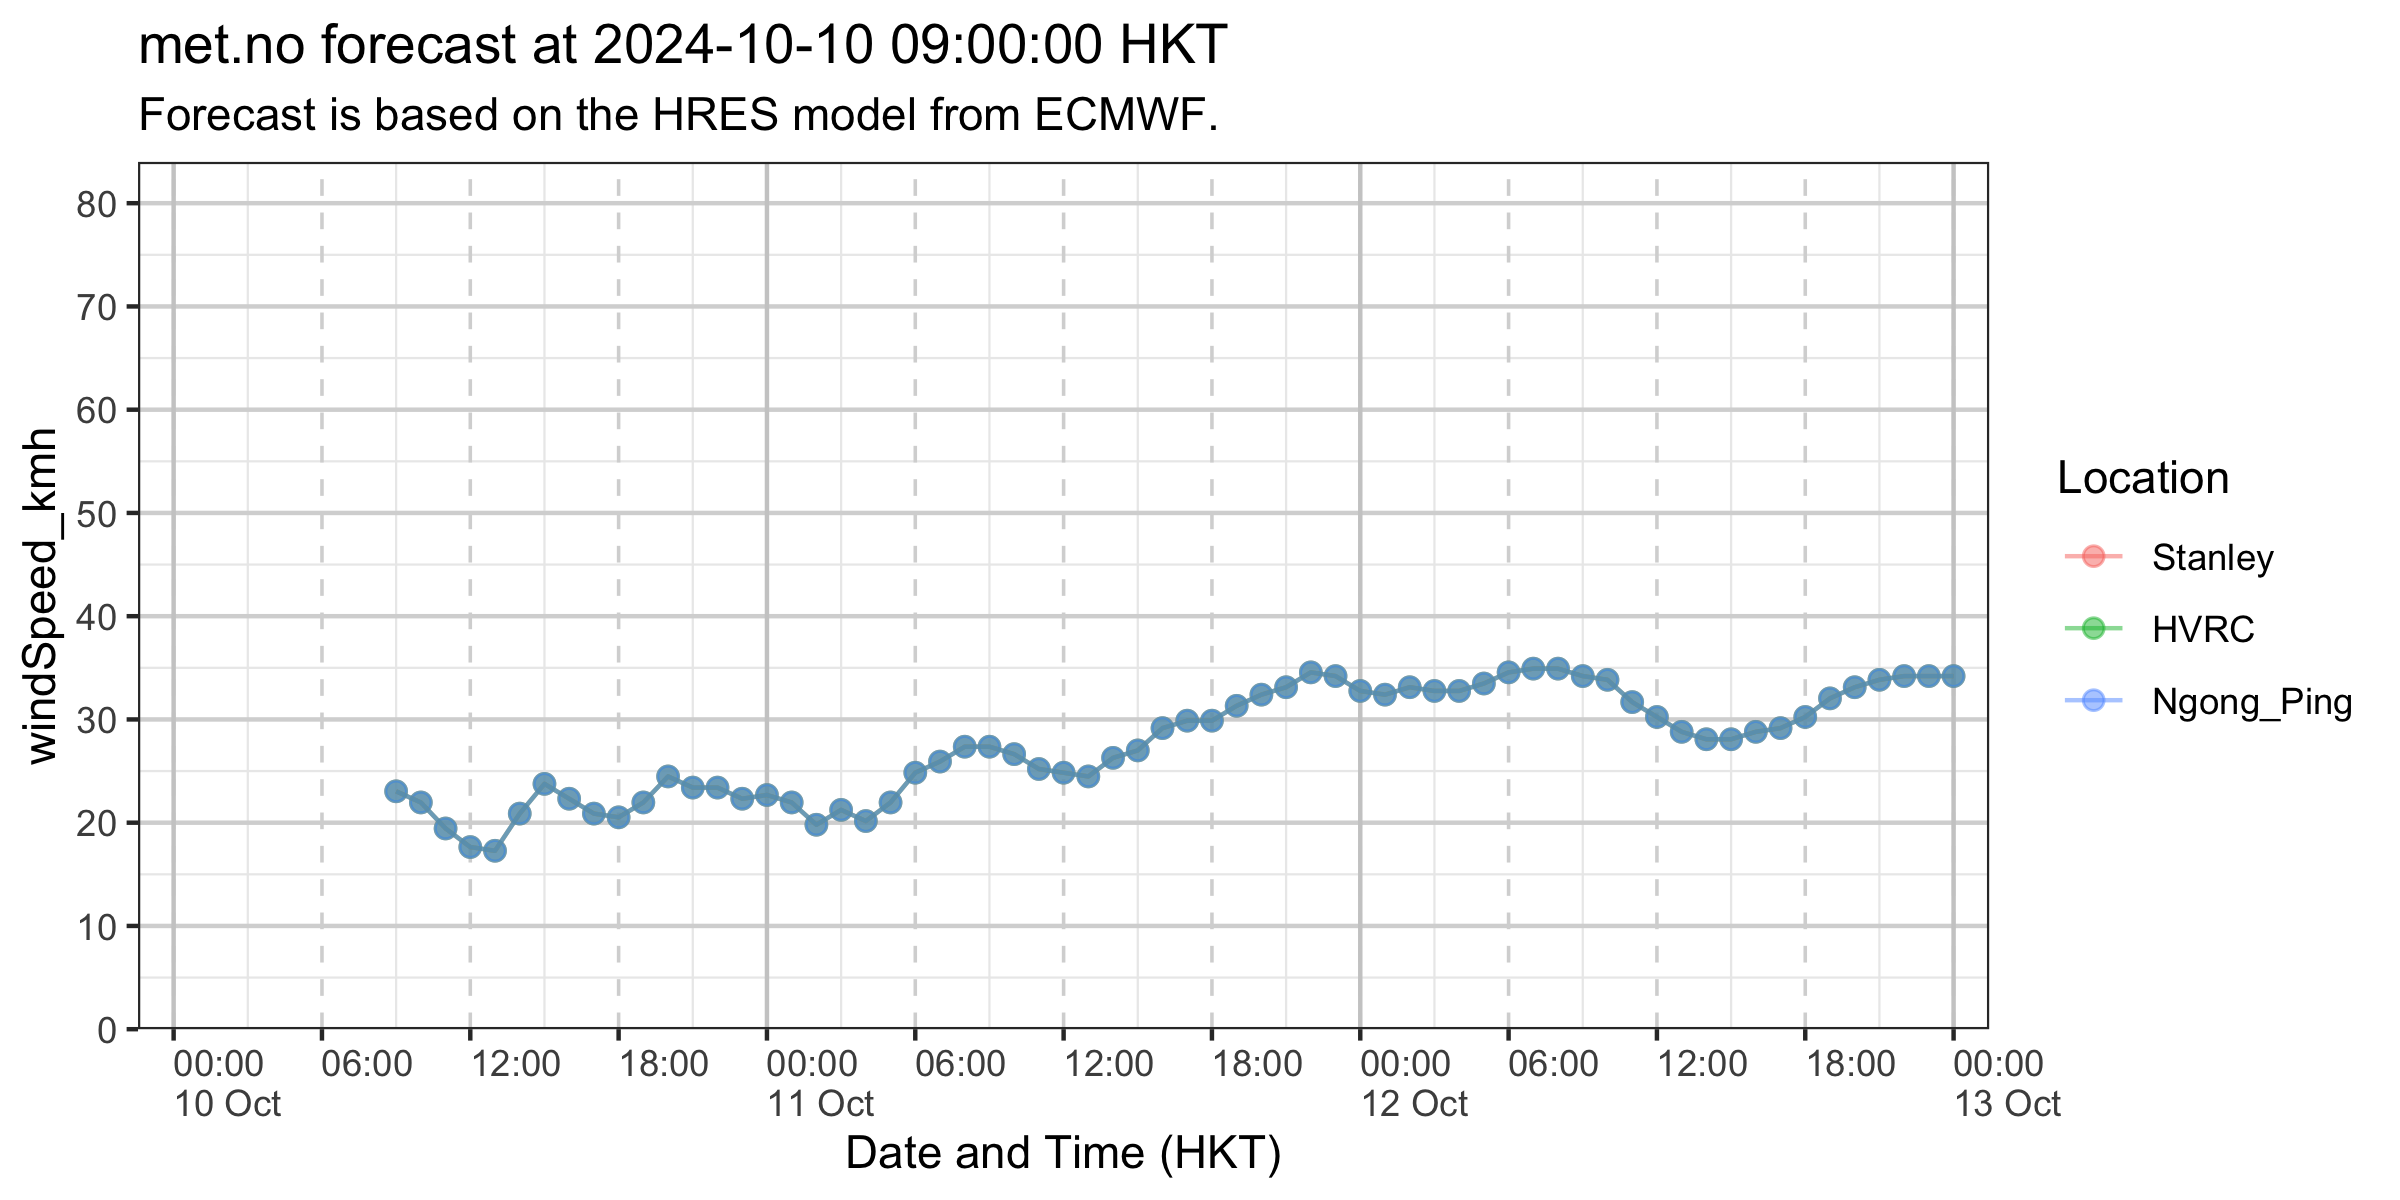 met.no forecast at 2024-10-10 09:00:00 HKT
Forecast is based on the HRES model from ECMWF.
windSpeed_kmh
80
70
60
50
40
30
20
10
0
00:00 06:00 12:00 18:00 00:00 06:00 12:00 18:00 00:00 06:00 12:00 18:00 00:00
10 Oct 11 Oct 12 Oct 13 Oct
Date and Time (HKT)
Location
Stanley
HVRC
Ngong_Ping